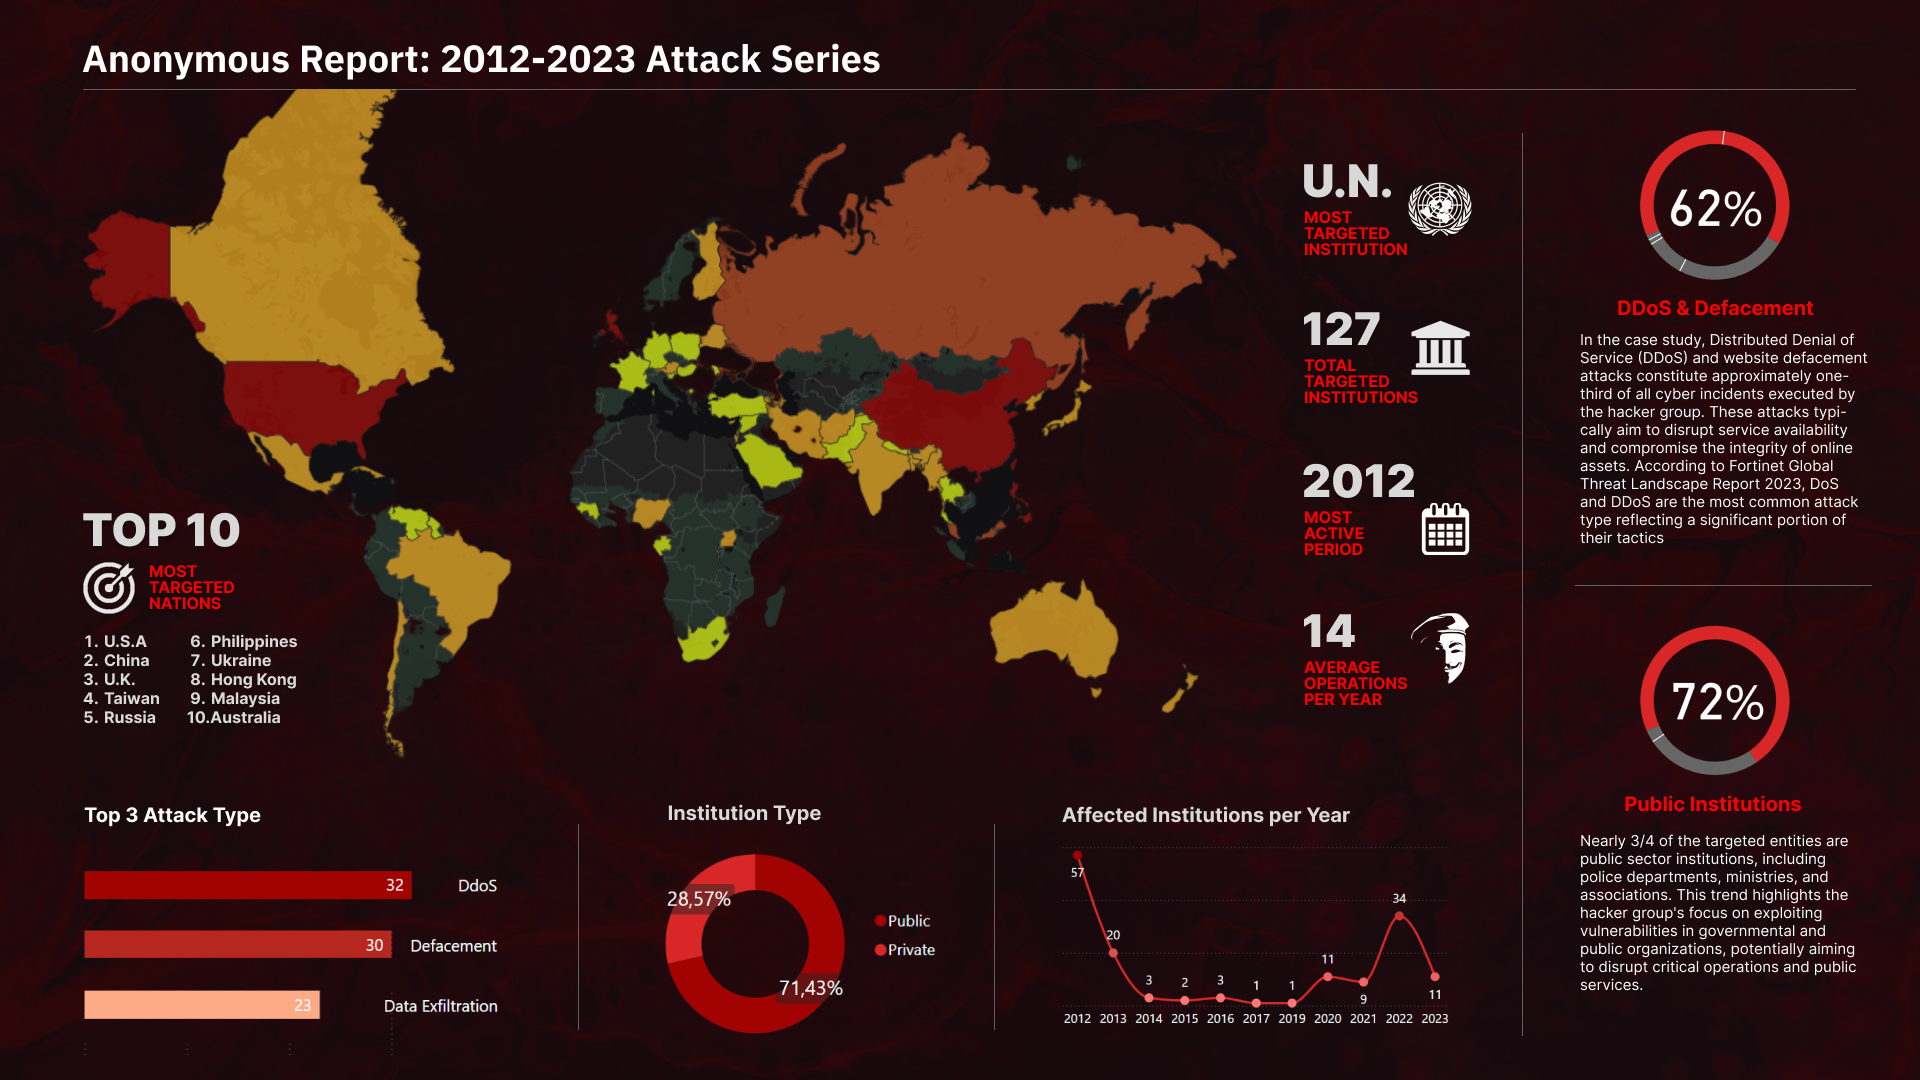 Anonymous Report: 2012-2023 Attack Series
TOP 10
MOST
TARGETED
NATIONS
1. U.S.A
2. China
3. U.K.
4. Taiwan
5. Russia
6. Philippines
7. Ukraine
8. Hong Kong
9. Malaysia
10.Australia
U.N.
MOST
TARGETED
INSTITUTION
127
TOTAL
TARGETED
INSTITUTIONS
2012
MOST
ACTIVE
PERIOD
14
AVERAGE
OPERATIONS
PER YEAR
62%
DDoS & Defacement
In the case study, Distributed Denial of
Service (DDoS) and website defacement
attacks constitute approximately one-
third of all cyber incidents executed by
the hacker group. These attacks typi-
cally aim to disrupt service availability
and compromise the integrity of online
assets. According to Fortinet Global
Threat Landscape Report 2023, DoS
and DDoS are the most common attack
type reflecting a significant portion of
their tactics
72%
Public Institutions
Nearly 3/4 of the targeted entities are
public sector institutions, including
police departments, ministries, and
associations. This trend highlights the
hacker group's focus on exploiting
vulnerabilities in governmental and
public organizations, potentially aiming
to disrupt critical operations and public
services.
Top 3 Attack Type
32 DdoS
30 Defacement
23 Data Exfiltration
Institution Type
28,57%
71,43%
Public
Private
Affected Institutions per Year
57
20
3
2
3
1
1
11
9
34
11
2012 2013 2014 2015 2016 2017 2019 2020 2021 2022 2023